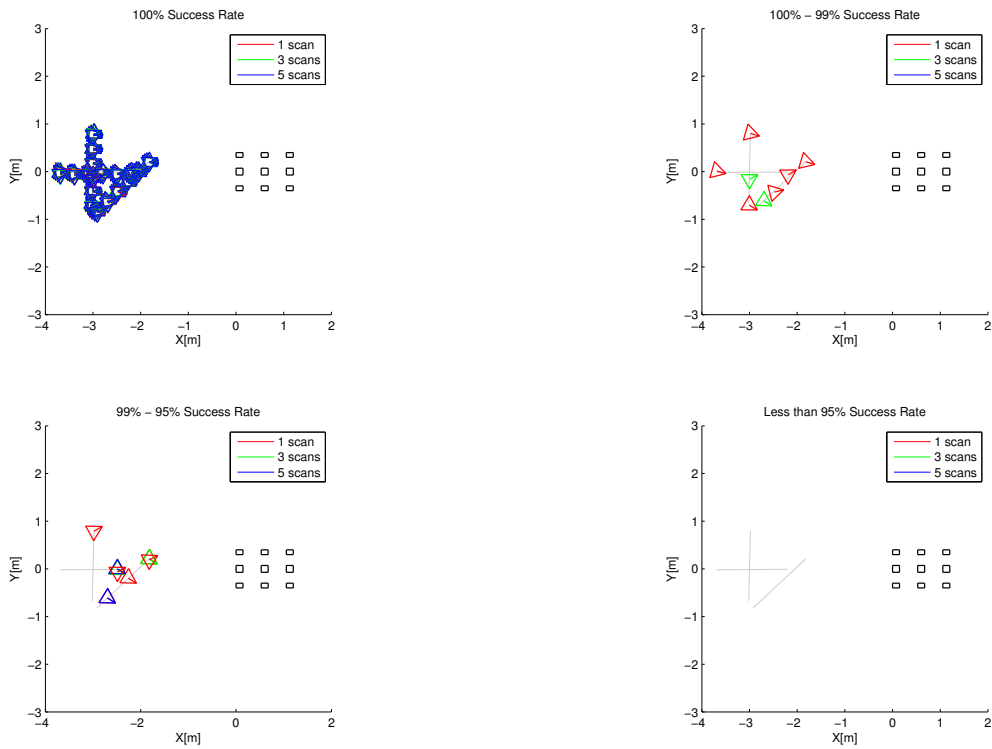 100% Success Rate
3
2
1
0
−1
−2
−3
−4
−3
−2
−1
0
1
2
Y[m]
X[m]
1 scan
3 scans
5 scans
100% − 99% Success Rate
3
2
1
0
−1
−2
−3
−4
−3
−2
−1
0
1
2
Y[m]
X[m]
1 scan
3 scans
5 scans
99% − 95% Success Rate
3
2
1
0
−1
−2
−3
−4
−3
−2
−1
0
1
2
Y[m]
X[m]
1 scan
3 scans
5 scans
Less than 95% Success Rate
3
2
1
0
−1
−2
−3
−4
−3
−2
−1
0
1
2
Y[m]
X[m]
1 scan
3 scans
5 scans